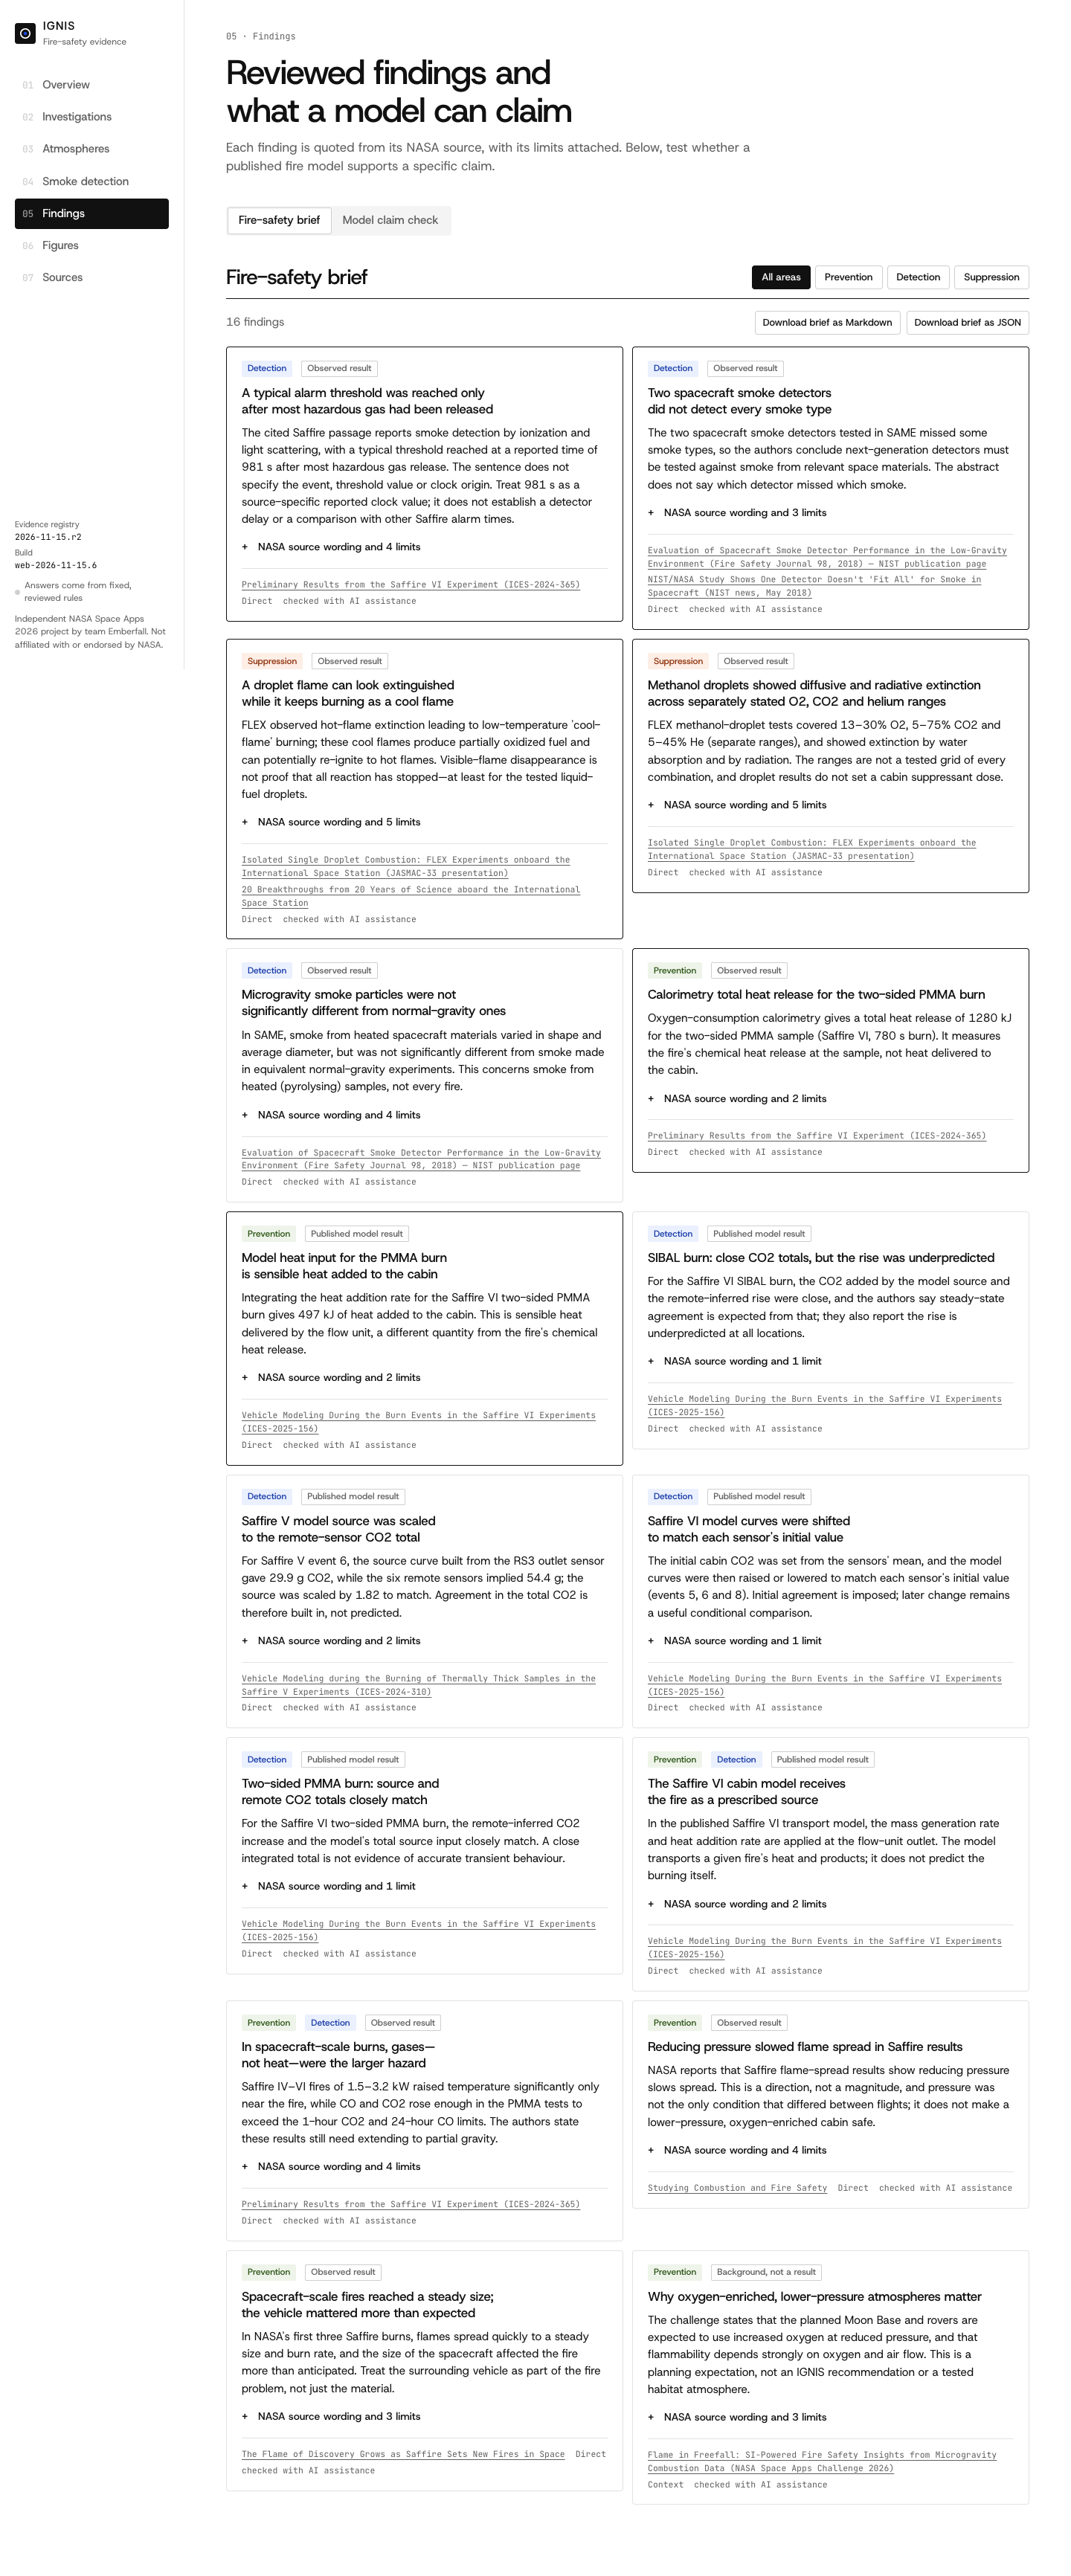 IGNIS
Fire-safety evidence
01 Overview
02 Investigations
03 Atmospheres
04 Smoke detection
05 Findings
06 Figures
07 Sources
Evidence registry
2026-11-15.r2
Build
web-2026-11-15.6
Answers come from fixed,
reviewed rules
Independent NASA Space Apps
2026 project by team Emberfall. Not
affiliated with or endorsed by NASA.
05 · Findings
Reviewed findings and
what a model can claim
Each finding is quoted from its NASA source, with its limits attached. Below, test whether a
published fire model supports a specific claim.
Fire-safety brief Model claim check
Fire-safety brief
All areas Prevention Detection Suppression
16 findings
Download brief as Markdown Download brief as JSON
Detection Observed result
A typical alarm threshold was reached only
after most hazardous gas had been released
The cited Saffire passage reports smoke detection by ionization and
light scattering, with a typical threshold reached at a reported time of
981 s after most hazardous gas release. The sentence does not
specify the event, threshold value or clock origin. Treat 981 s as a
source-specific reported clock value; it does not establish a detector
delay or a comparison with other Saffire alarm times.
+ NASA source wording and 4 limits
Preliminary Results from the Saffire VI Experiment (ICES-2024-365)
Direct checked with AI assistance
Detection Observed result
Two spacecraft smoke detectors
did not detect every smoke type
The two spacecraft smoke detectors tested in SAME missed some
smoke types, so the authors conclude next-generation detectors must
be tested against smoke from relevant space materials. The abstract
does not say which detector missed which smoke.
+ NASA source wording and 3 limits
Evaluation of Spacecraft Smoke Detector Performance in the Low-Gravity
Environment (Fire Safety Journal 98, 2018) — NIST publication page
NIST/NASA Study Shows One Detector Doesn't 'Fit All' for Smoke in
Spacecraft (NIST news, May 2018)
Direct checked with AI assistance
Suppression Observed result
A droplet flame can look extinguished
while it keeps burning as a cool flame
FLEX observed hot-flame extinction leading to low-temperature 'cool-
flame' burning; these cool flames produce partially oxidized fuel and
can potentially re-ignite to hot flames. Visible-flame disappearance is
not proof that all reaction has stopped—at least for the tested liquid-
fuel droplets.
+ NASA source wording and 5 limits
Isolated Single Droplet Combustion: FLEX Experiments onboard the
International Space Station (JASMAC-33 presentation)
20 Breakthroughs from 20 Years of Science aboard the International
Space Station
Direct checked with AI assistance
Suppression Observed result
Methanol droplets showed diffusive and radiative extinction
across separately stated O2, CO2 and helium ranges
FLEX methanol-droplet tests covered 13–30% O2, 5–75% CO2 and
5–45% He (separate ranges), and showed extinction by water
absorption and by radiation. The ranges are not a tested grid of every
combination, and droplet results do not set a cabin suppressant dose.
+ NASA source wording and 5 limits
Isolated Single Droplet Combustion: FLEX Experiments onboard the
International Space Station (JASMAC-33 presentation)
Direct checked with AI assistance
Detection Observed result
Microgravity smoke particles were not
significantly different from normal-gravity ones
In SAME, smoke from heated spacecraft materials varied in shape and
average diameter, but was not significantly different from smoke made
in equivalent normal-gravity experiments. This concerns smoke from
heated (pyrolysing) samples, not every fire.
+ NASA source wording and 4 limits
Evaluation of Spacecraft Smoke Detector Performance in the Low-Gravity
Environment (Fire Safety Journal 98, 2018) — NIST publication page
Direct checked with AI assistance
Prevention Observed result
Calorimetry total heat release for the two-sided PMMA burn
Oxygen-consumption calorimetry gives a total heat release of 1280 kJ
for the two-sided PMMA sample (Saffire VI, 780 s burn). It measures
the fire's chemical heat release at the sample, not heat delivered to
the cabin.
+ NASA source wording and 2 limits
Preliminary Results from the Saffire VI Experiment (ICES-2024-365)
Direct checked with AI assistance
Prevention Published model result
Model heat input for the PMMA burn
is sensible heat added to the cabin
Integrating the heat addition rate for the Saffire VI two-sided PMMA
burn gives 497 kJ of heat added to the cabin. This is sensible heat
delivered by the flow unit, a different quantity from the fire's chemical
heat release.
+ NASA source wording and 2 limits
Vehicle Modeling During the Burn Events in the Saffire VI Experiments
(ICES-2025-156)
Direct checked with AI assistance
Detection Published model result
SIBAL burn: close CO2 totals, but the rise was underpredicted
For the Saffire VI SIBAL burn, the CO2 added by the model source and
the remote-inferred rise were close, and the authors say steady-state
agreement is expected from that; they also report the rise is
underpredicted at all locations.
+ NASA source wording and 1 limit
Vehicle Modeling During the Burn Events in the Saffire VI Experiments
(ICES-2025-156)
Direct checked with AI assistance
Detection Published model result
Saffire V model source was scaled
to the remote-sensor CO2 total
For Saffire V event 6, the source curve built from the RS3 outlet sensor
gave 29.9 g CO2, while the six remote sensors implied 54.4 g; the
source was scaled by 1.82 to match. Agreement in the total CO2 is
therefore built in, not predicted.
+ NASA source wording and 2 limits
Vehicle Modeling during the Burning of Thermally Thick Samples in the
Saffire V Experiments (ICES-2024-310)
Direct checked with AI assistance
Detection Published model result
Saffire VI model curves were shifted
to match each sensor's initial value
The initial cabin CO2 was set from the sensors' mean, and the model
curves were then raised or lowered to match each sensor's initial value
(events 5, 6 and 8). Initial agreement is imposed; later change remains
a useful conditional comparison.
+ NASA source wording and 1 limit
Vehicle Modeling During the Burn Events in the Saffire VI Experiments
(ICES-2025-156)
Direct checked with AI assistance
Detection Published model result
Two-sided PMMA burn: source and
remote CO2 totals closely match
For the Saffire VI two-sided PMMA burn, the remote-inferred CO2
increase and the model's total source input closely match. A close
integrated total is not evidence of accurate transient behaviour.
+ NASA source wording and 1 limit
Vehicle Modeling During the Burn Events in the Saffire VI Experiments
(ICES-2025-156)
Direct checked with AI assistance
Prevention Detection Published model result
The Saffire VI cabin model receives
the fire as a prescribed source
In the published Saffire VI transport model, the mass generation rate
and heat addition rate are applied at the flow-unit outlet. The model
transports a given fire's heat and products; it does not predict the
burning itself.
+ NASA source wording and 2 limits
Vehicle Modeling During the Burn Events in the Saffire VI Experiments
(ICES-2025-156)
Direct checked with AI assistance
Prevention Detection Observed result
In spacecraft-scale burns, gases—
not heat—were the larger hazard
Saffire IV–VI fires of 1.5–3.2 kW raised temperature significantly only
near the fire, while CO and CO2 rose enough in the PMMA tests to
exceed the 1-hour CO2 and 24-hour CO limits. The authors state
these results still need extending to partial gravity.
+ NASA source wording and 4 limits
Preliminary Results from the Saffire VI Experiment (ICES-2024-365)
Direct checked with AI assistance
Prevention Observed result
Reducing pressure slowed flame spread in Saffire results
NASA reports that Saffire flame-spread results show reducing pressure
slows spread. This is a direction, not a magnitude, and pressure was
not the only condition that differed between flights; it does not make a
lower-pressure, oxygen-enriched cabin safe.
+ NASA source wording and 4 limits
Studying Combustion and Fire Safety Direct checked with AI assistance
Prevention Observed result
Spacecraft-scale fires reached a steady size;
the vehicle mattered more than expected
In NASA's first three Saffire burns, flames spread quickly to a steady
size and burn rate, and the size of the spacecraft affected the fire
more than anticipated. Treat the surrounding vehicle as part of the fire
problem, not just the material.
+ NASA source wording and 3 limits
The Flame of Discovery Grows as Saffire Sets New Fires in Space Direct
checked with AI assistance
Prevention Background, not a result
Why oxygen-enriched, lower-pressure atmospheres matter
The challenge states that the planned Moon Base and rovers are
expected to use increased oxygen at reduced pressure, and that
flammability depends strongly on oxygen and air flow. This is a
planning expectation, not an IGNIS recommendation or a tested
habitat atmosphere.
+ NASA source wording and 3 limits
Flame in Freefall: SI-Powered Fire Safety Insights from Microgravity
Combustion Data (NASA Space Apps Challenge 2026)
Context checked with AI assistance